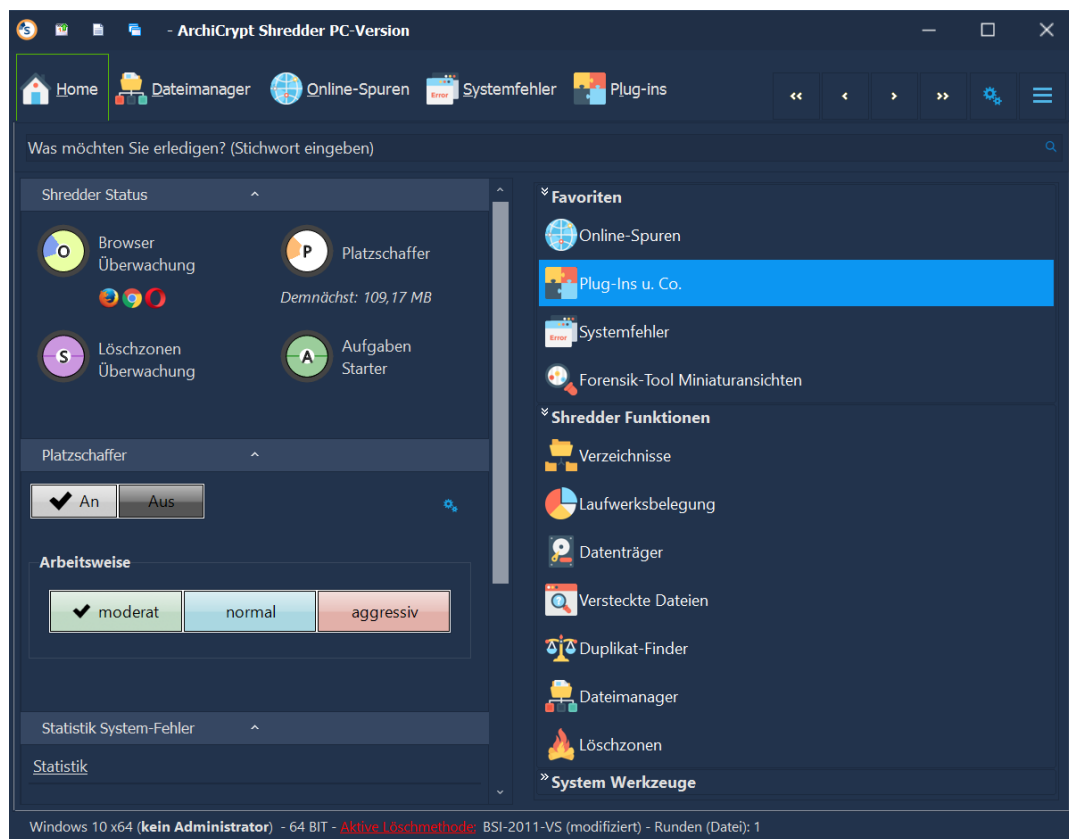 - ArchiCrypt Shredder PC-Version
Home Dateimanager Online-Spuren Error Systemfehler Plug-ins
Was möchten Sie erledigen? (Stichwort eingeben)
Shredder Status
O Browser
Überwachung
P Platzschaffer
Demnächst: 109,17 MB
S Löschzonen
Überwachung
A Aufgaben
Starter
Platzschaffer
An Aus
Arbeitsweise
moderat normal aggressiv
Statistik System-Fehler
Statistik
Favoriten
Online-Spuren
Plug-Ins u. Co.
Error Systemfehler
Forensik-Tool Miniaturansichten
Shredder Funktionen
Verzeichnisse
Laufwerksbelegung
Datenträger
Versteckte Dateien
Duplikat-Finder
Dateimanager
Löschzonen
System Werkzeuge
Windows 10 x64 (kein Administrator) - 64 BIT - Aktive Löschmethode: BSI-2011-VS (modifiziert) - Runden (Datei): 1